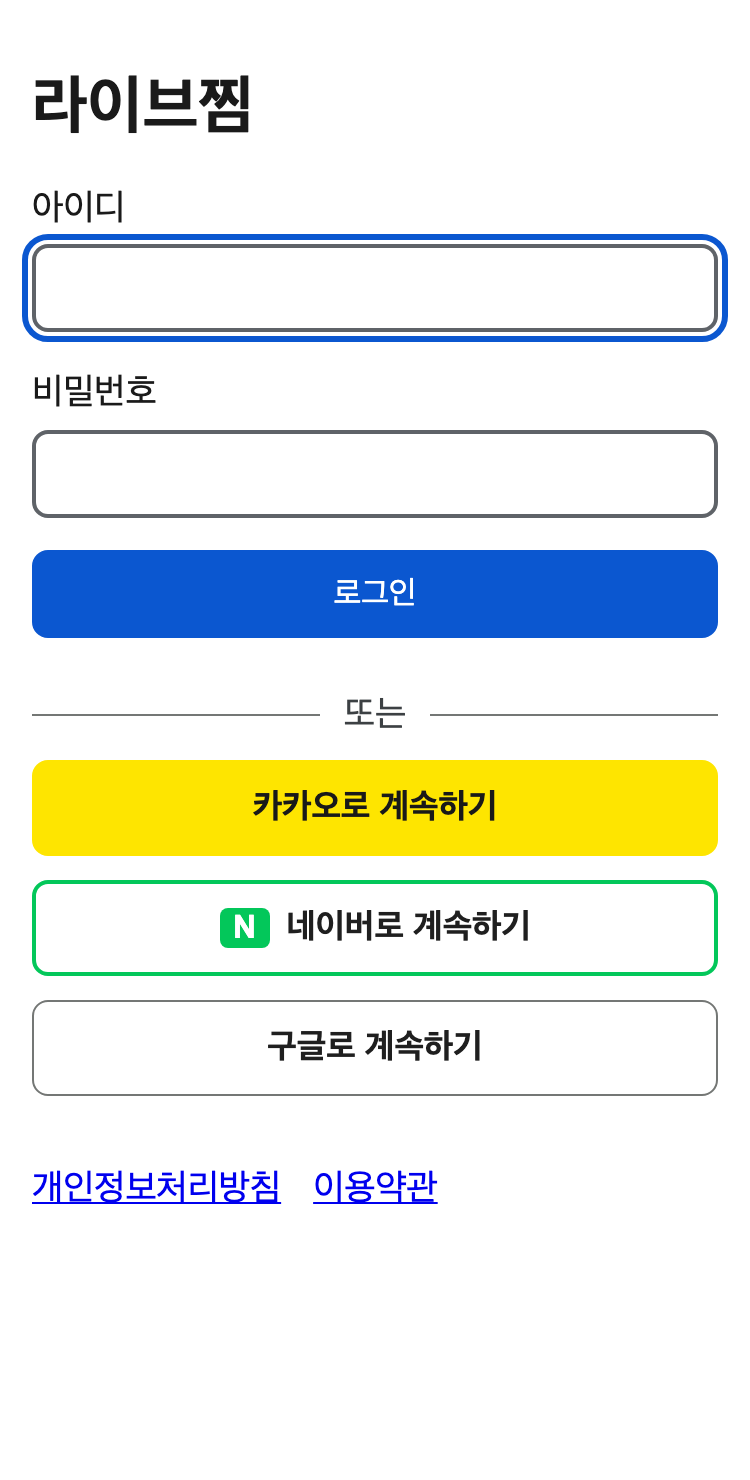 라이브찜
아이디
비밀번호
로그인
또는
카카오로 계속하기
N 네이버로 계속하기
구글로 계속하기
개인정보처리방침 이용약관